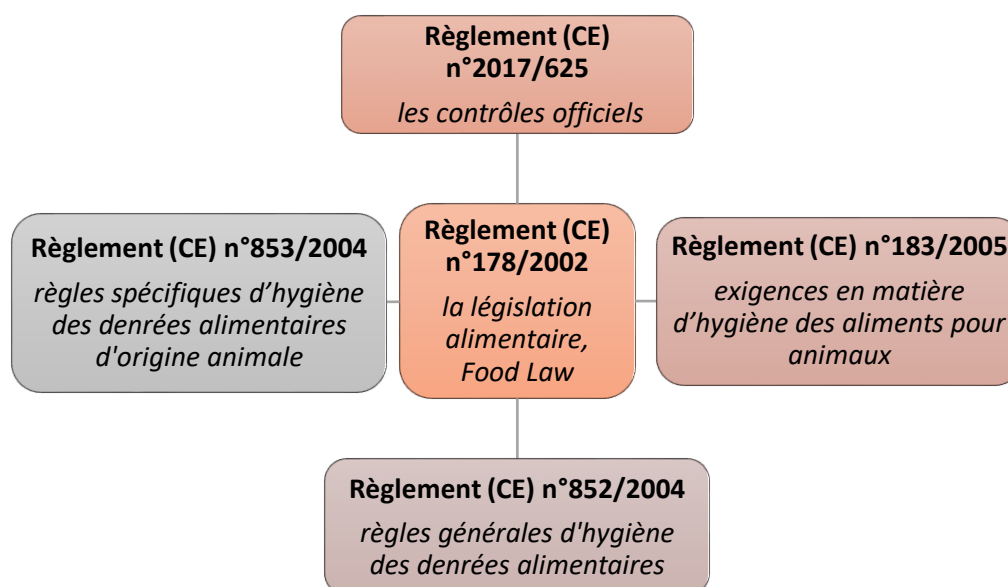 Règlement (CE)
n°2017/625
les contrôles officiels
Règlement (CE) n°853/2004
règles spécifiques d’hygiène
des denrées alimentaires
d'origine animale
Règlement (CE)
n°178/2002
la législation
alimentaire,
Food Law
Règlement (CE) n°183/2005
exigences en matière
d’hygiène des aliments pour
animaux
Règlement (CE) n°852/2004
règles générales d'hygiène
des denrées alimentaires